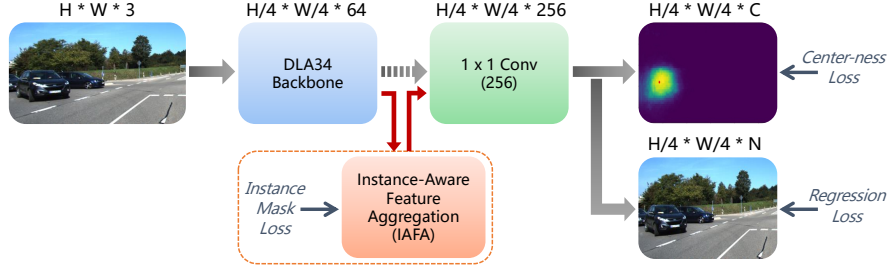 H * W * 3
H/4 * W/4 * 64
H/4 * W/4 * 256
H/4 * W/4 * C
DLA34
Backbone
1 x 1 Conv
(256)
Center-ness
Loss
H/4 * W/4 * N
Instance
Mask
Loss
Instance-Aware
Feature
Aggregation
(IAFA)
Regression
Loss